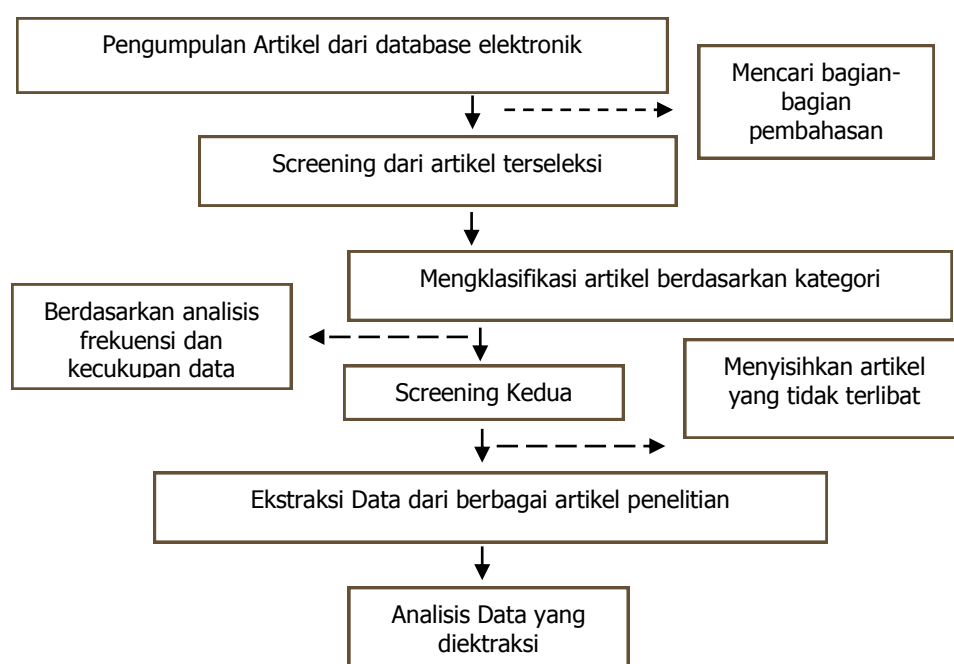 Pengumpulan Artikel dari database elektronik
Mencari bagian-
bagian
pembahasan
Screening dari artikel terseleksi
Mengklasifikasi artikel berdasarkan kategori
Berdasarkan analisis
frekuensi dan
kecukupan data
Menyisihkan artikel
yang tidak terlibat
Screening Kedua
Ekstraksi Data dari berbagai artikel penelitian
Analisis Data yang
diektraksi